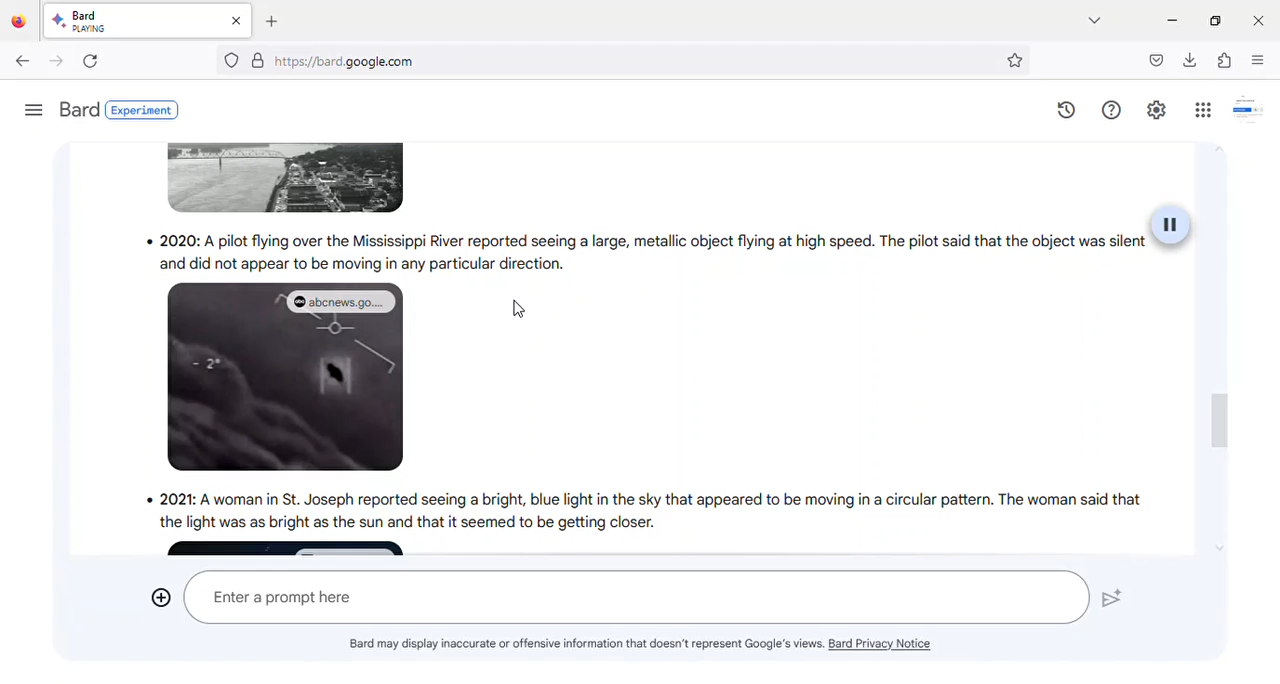 Bard
PLAYING
https://bard.google.com
Bard Experiment
• 2020: A pilot flying over the Mississippi River reported seeing a large, metallic object flying at high speed. The pilot said that the object was silent
and did not appear to be moving in any particular direction.
abc abcnews.go....
- 2°
• 2021: A woman in St. Joseph reported seeing a bright, blue light in the sky that appeared to be moving in a circular pattern. The woman said that
the light was as bright as the sun and that it seemed to be getting closer.
Enter a prompt here
Bard may display inaccurate or offensive information that doesn't represent Google's views. Bard Privacy Notice